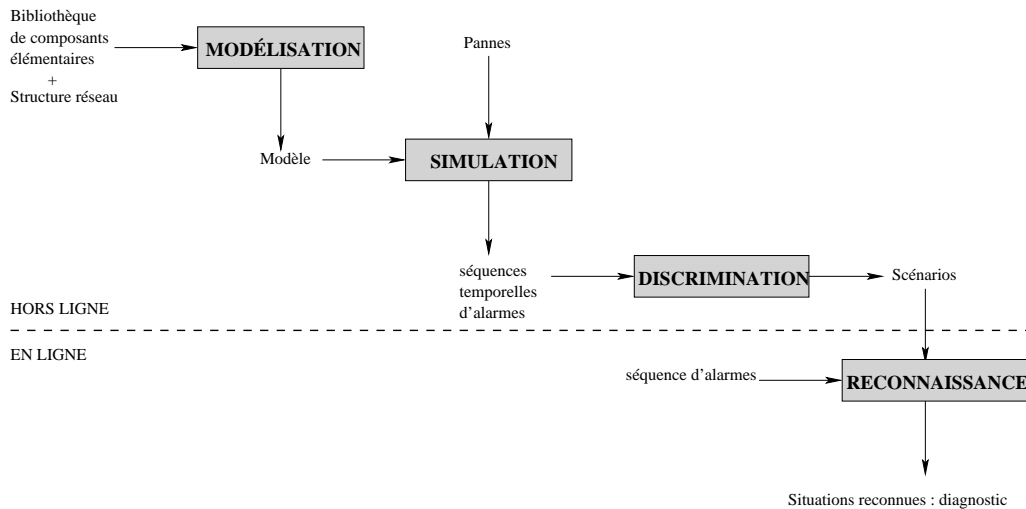 Bibliothèque
de composants
élémentaires
+
Structure réseau
MODÉLISATION
Pannes
Modèle
SIMULATION
séquences
temporelles
d'alarmes
DISCRIMINATION
Scénarios
HORS LIGNE
EN LIGNE
séquence d'alarmes
RECONNAISSANCE
Situations reconnues : diagnostic